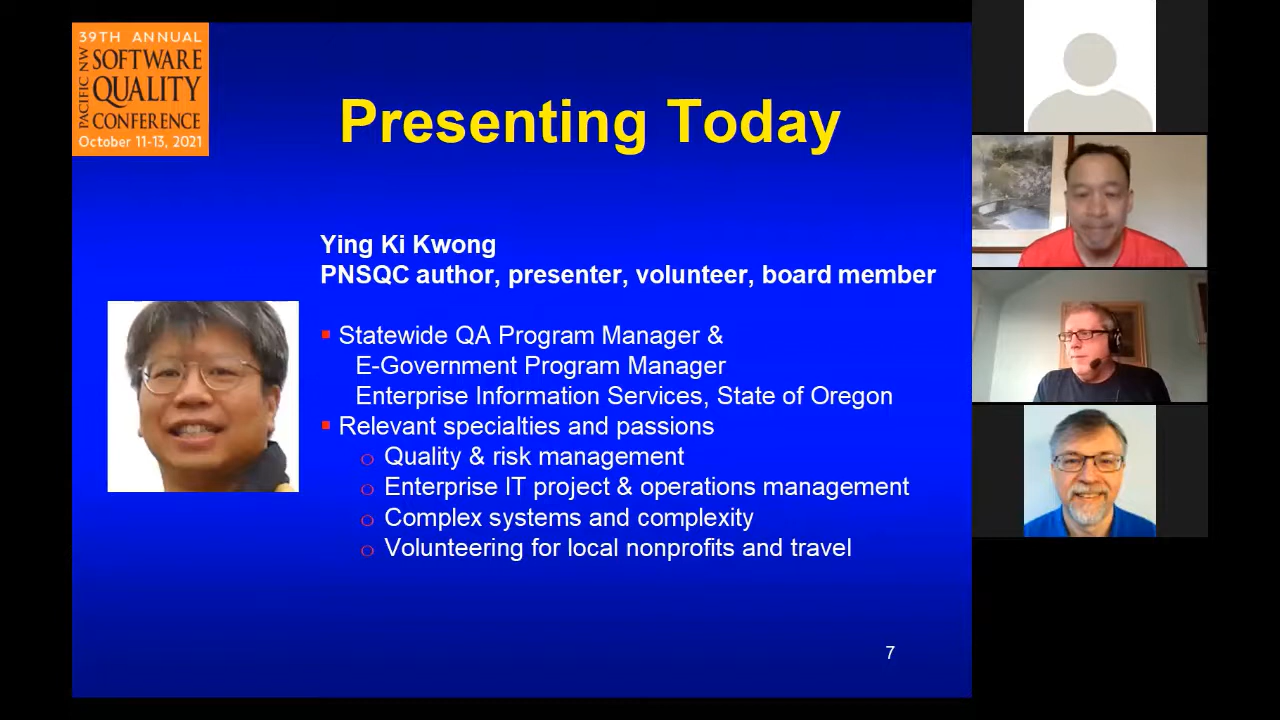 39TH ANNUAL
PACIFIC NW
SOFTWARE
QUALITY
CONFERENCE
October 11-13, 2021
Presenting Today
Ying Ki Kwong
PNSQC author, presenter, volunteer, board member
Statewide QA Program Manager &
E-Government Program Manager
Enterprise Information Services, State of Oregon
Relevant specialties and passions
Quality & risk management
Enterprise IT project & operations management
Complex systems and complexity
Volunteering for local nonprofits and travel
7